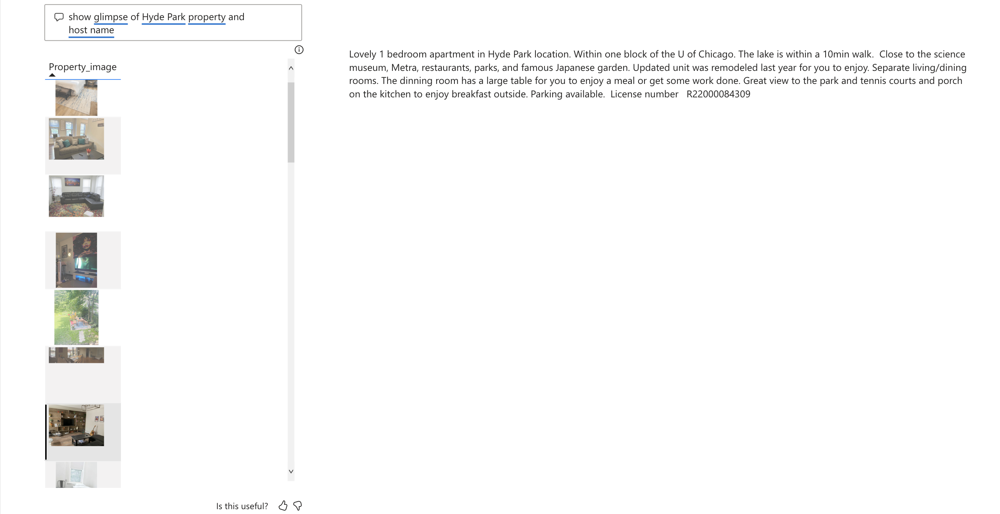 show glimpse of Hyde Park property and
host name
Property_image
Lovely 1 bedroom apartment in Hyde Park location. Within one block of the U of Chicago. The lake is within a 10min walk.  Close to the science
museum, Metra, restaurants, parks, and famous Japanese garden. Updated unit was remodeled last year for you to enjoy. Separate living/dining
rooms. The dinning room has a large table for you to enjoy a meal or get some work done. Great view to the park and tennis courts and porch
on the kitchen to enjoy breakfast outside. Parking available.  License number   R22000084309
Is this useful?